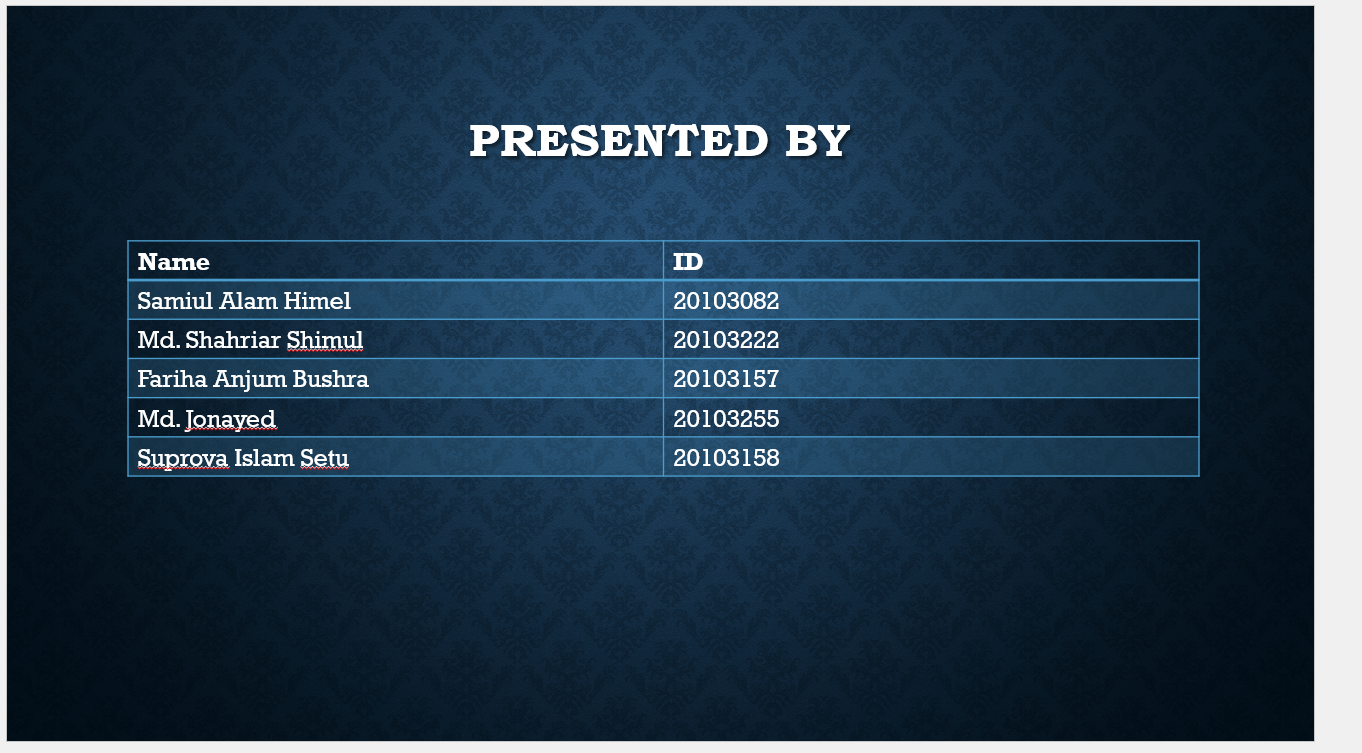 PRESENTED BY
Name ID
Samiul Alam Himel 20103082
Md. Shahriar Shimul 20103222
Fariha Anjum Bushra 20103157
Md. Jonayed 20103255
Suprova Islam Setu 20103158